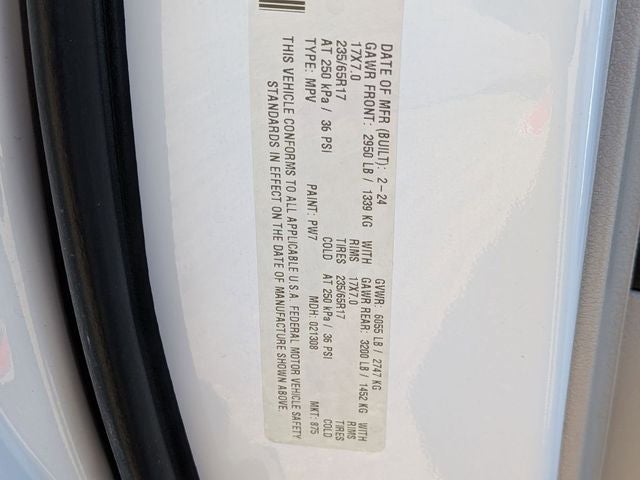 DATE OF MFR (BUILT): 2-24 GVWR: 6055 LB / 2747 KG
GAWR FRONT: 2950 LB / 1339 KG WITH GAWR REAR: 3200 LB / 1452 KG WITH
17X7.0 RIMS 17X7.0 RIMS
235/65R17 TIRES 235/65R17 TIRES
AT 250 kPa / 36 PSI COLD AT 250 kPa / 36 PSI COLD
TYPE: MPV PAINT: PW7 MDH: 021308 MKT: 875
THIS VEHICLE CONFORMS TO ALL APPLICABLE U.S.A. FEDERAL MOTOR VEHICLE SAFETY
STANDARDS IN EFFECT ON THE DATE OF MANUFACTURE SHOWN ABOVE.